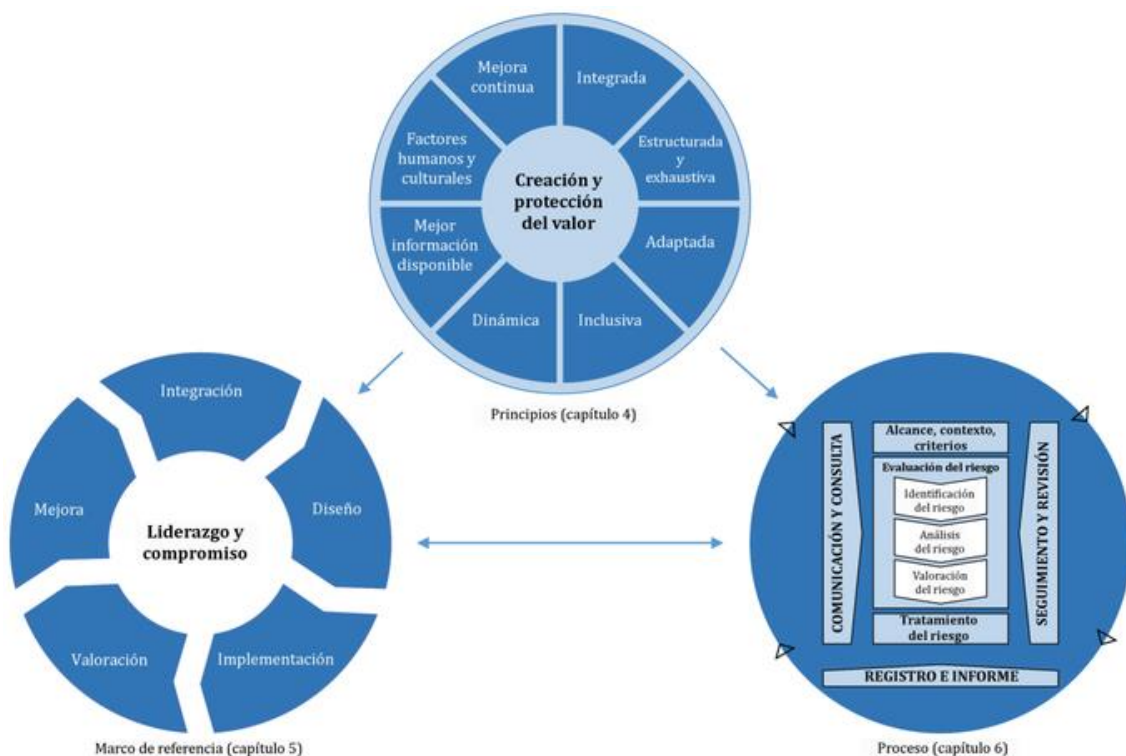 Mejora
continua
Integrada
Factores
humanos y
culturales
Estructurada
y
exhaustiva
Creación y
protección
del valor
Mejor
información
disponible
Adaptada
Dinámica
Inclusiva
Principios (capítulo 4)
Integración
Mejora
Diseño
Liderazgo y
compromiso
Valoración
Implementación
Marco de referencia (capítulo 5)
COMUNICACIÓN Y CONSULTA
Alcance, contexto,
criterios
Evaluación del riesgo
Identificación
del riesgo
Análisis
del riesgo
Valoración
del riesgo
Tratamiento
del riesgo
SEGUIMIENTO Y REVISIÓN
REGISTRO E INFORME
Proceso (capítulo 6)